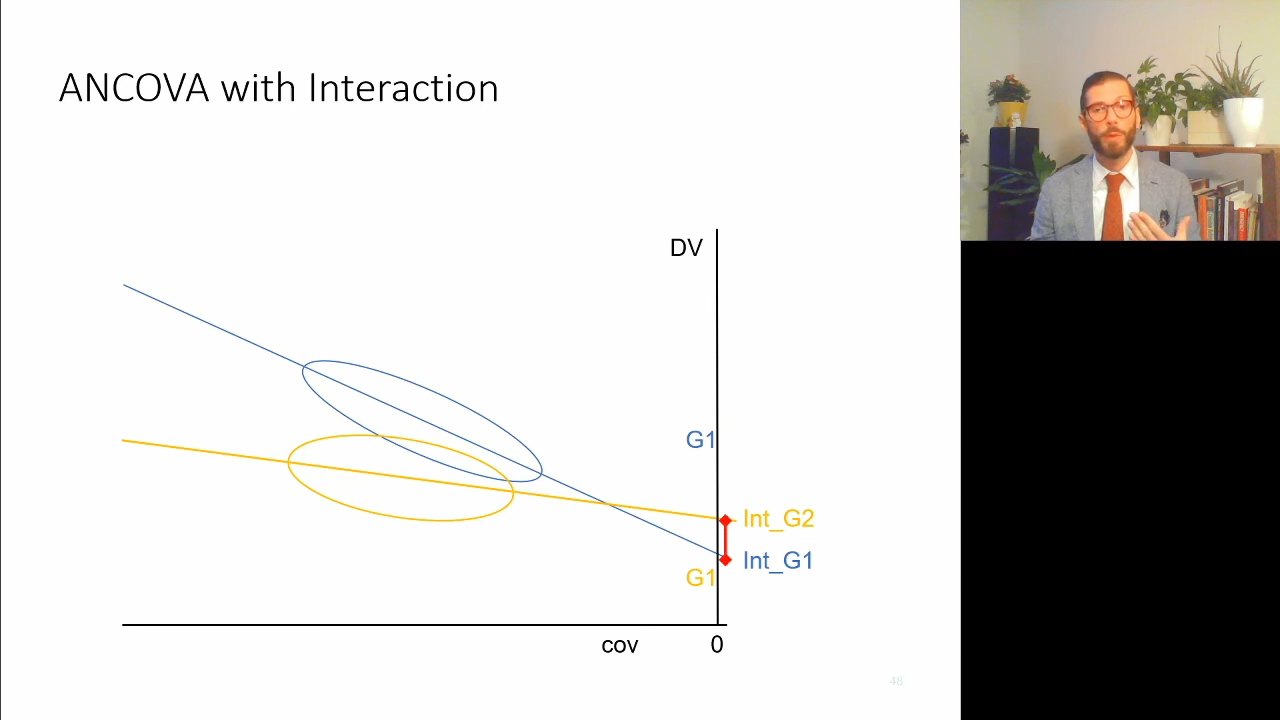 ANCOVA with Interaction
DV
G1
Int_G2
Int_G1
G1
cov
0
48